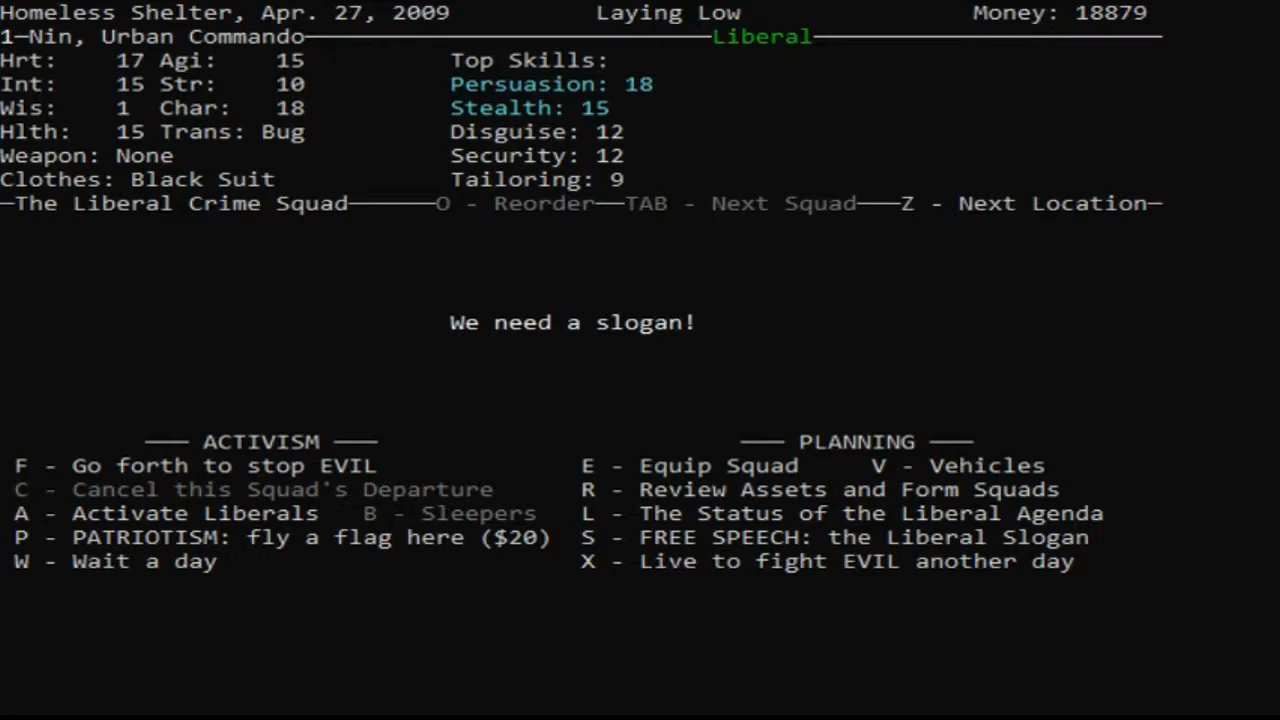 Homeless Shelter, Apr. 27, 2009 Laying Low Money: 18879
1—Nin, Urban Commando Liberal
Hrt: 17 Agi: 15 Top Skills:
Int: 15 Str: 10 Persuasion: 18
Wis: 1 Char: 18 Stealth: 15
Hlth: 15 Trans: Bug Disguise: 12
Weapon: None Security: 12
Clothes: Black Suit Tailoring: 9
—The Liberal Crime Squad———O - Reorder—TAB - Next Squad——Z - Next Location—
We need a slogan!
—— ACTIVISM —— —— PLANNING ——
F - Go forth to stop EVIL E - Equip Squad V - Vehicles
C - Cancel this Squad's Departure R - Review Assets and Form Squads
A - Activate Liberals B - Sleepers L - The Status of the Liberal Agenda
P - PATRIOTISM: fly a flag here ($20) S - FREE SPEECH: the Liberal Slogan
W - Wait a day X - Live to fight EVIL another day